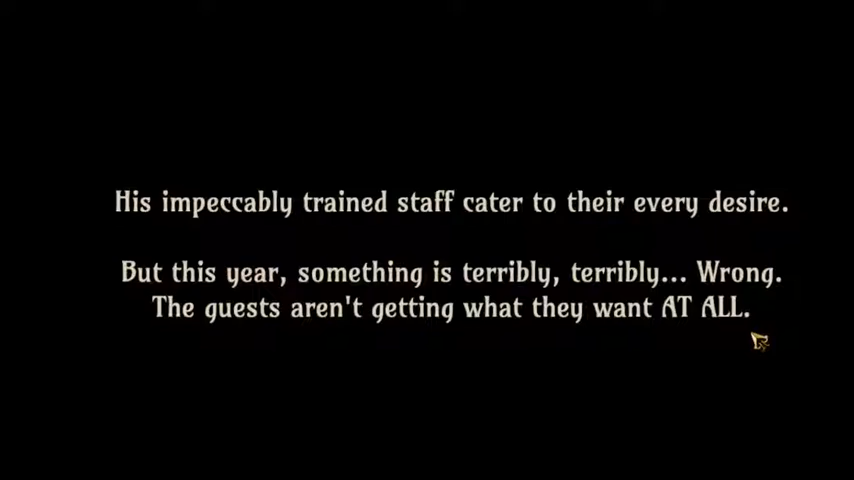 His impeccably trained staff cater to their every desire.
But this year, something is terribly, terribly... Wrong.
The guests aren't getting what they want AT ALL.